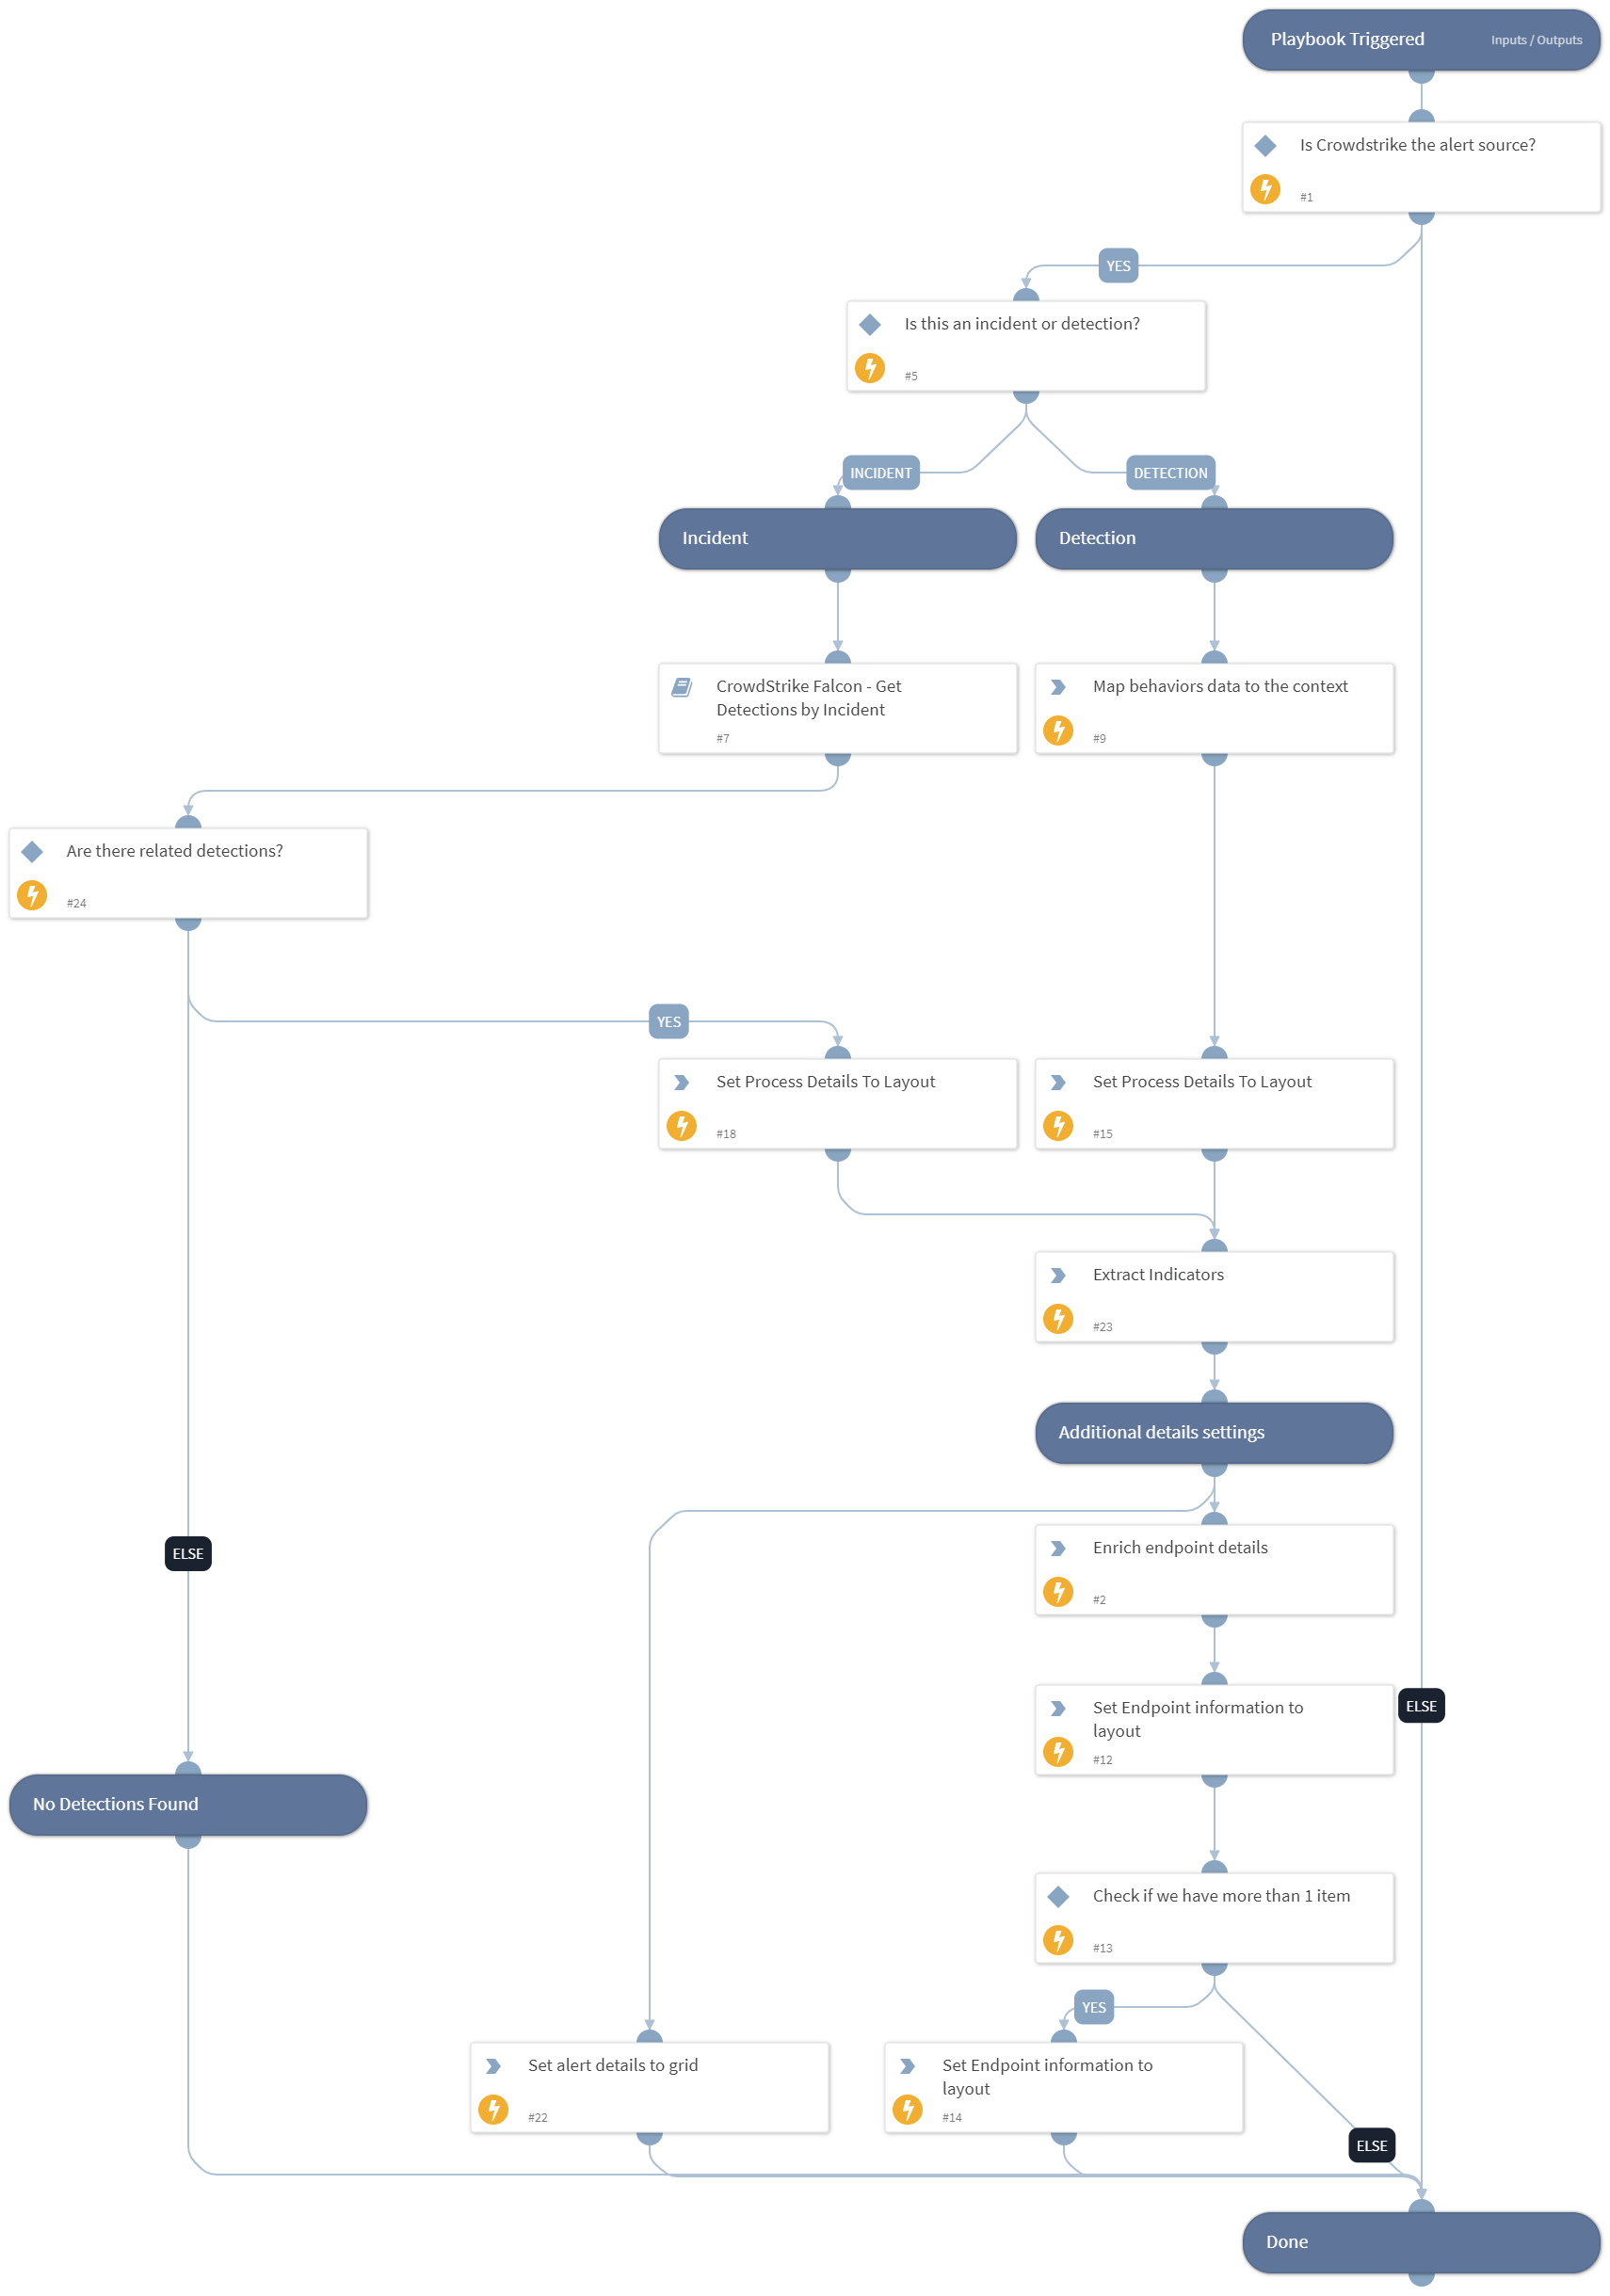 Playbook Triggered
Inputs / Outputs
Is Crowdstrike the alert source?
#1
YES
Is this an incident or detection?
#5
INCIDENT
DETECTION
Incident
Detection
CrowdStrike Falcon - Get
Detections by Incident
#7
Map behaviors data to the context
#9
Are there related detections?
#24
YES
Set Process Details To Layout
#18
Set Process Details To Layout
#15
Extract Indicators
#23
Additional details settings
Enrich endpoint details
#2
ELSE
Set Endpoint information to
layout
#12
ELSE
No Detections Found
Check if we have more than 1 item
#13
YES
Set alert details to grid
#22
Set Endpoint information to
layout
#14
ELSE
Done